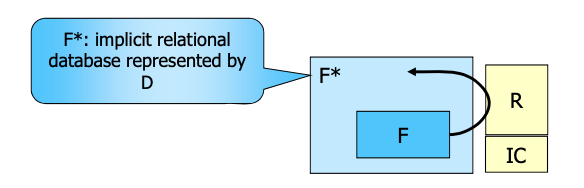 F*: implicit relational
database represented by
D
F*
F
R
IC